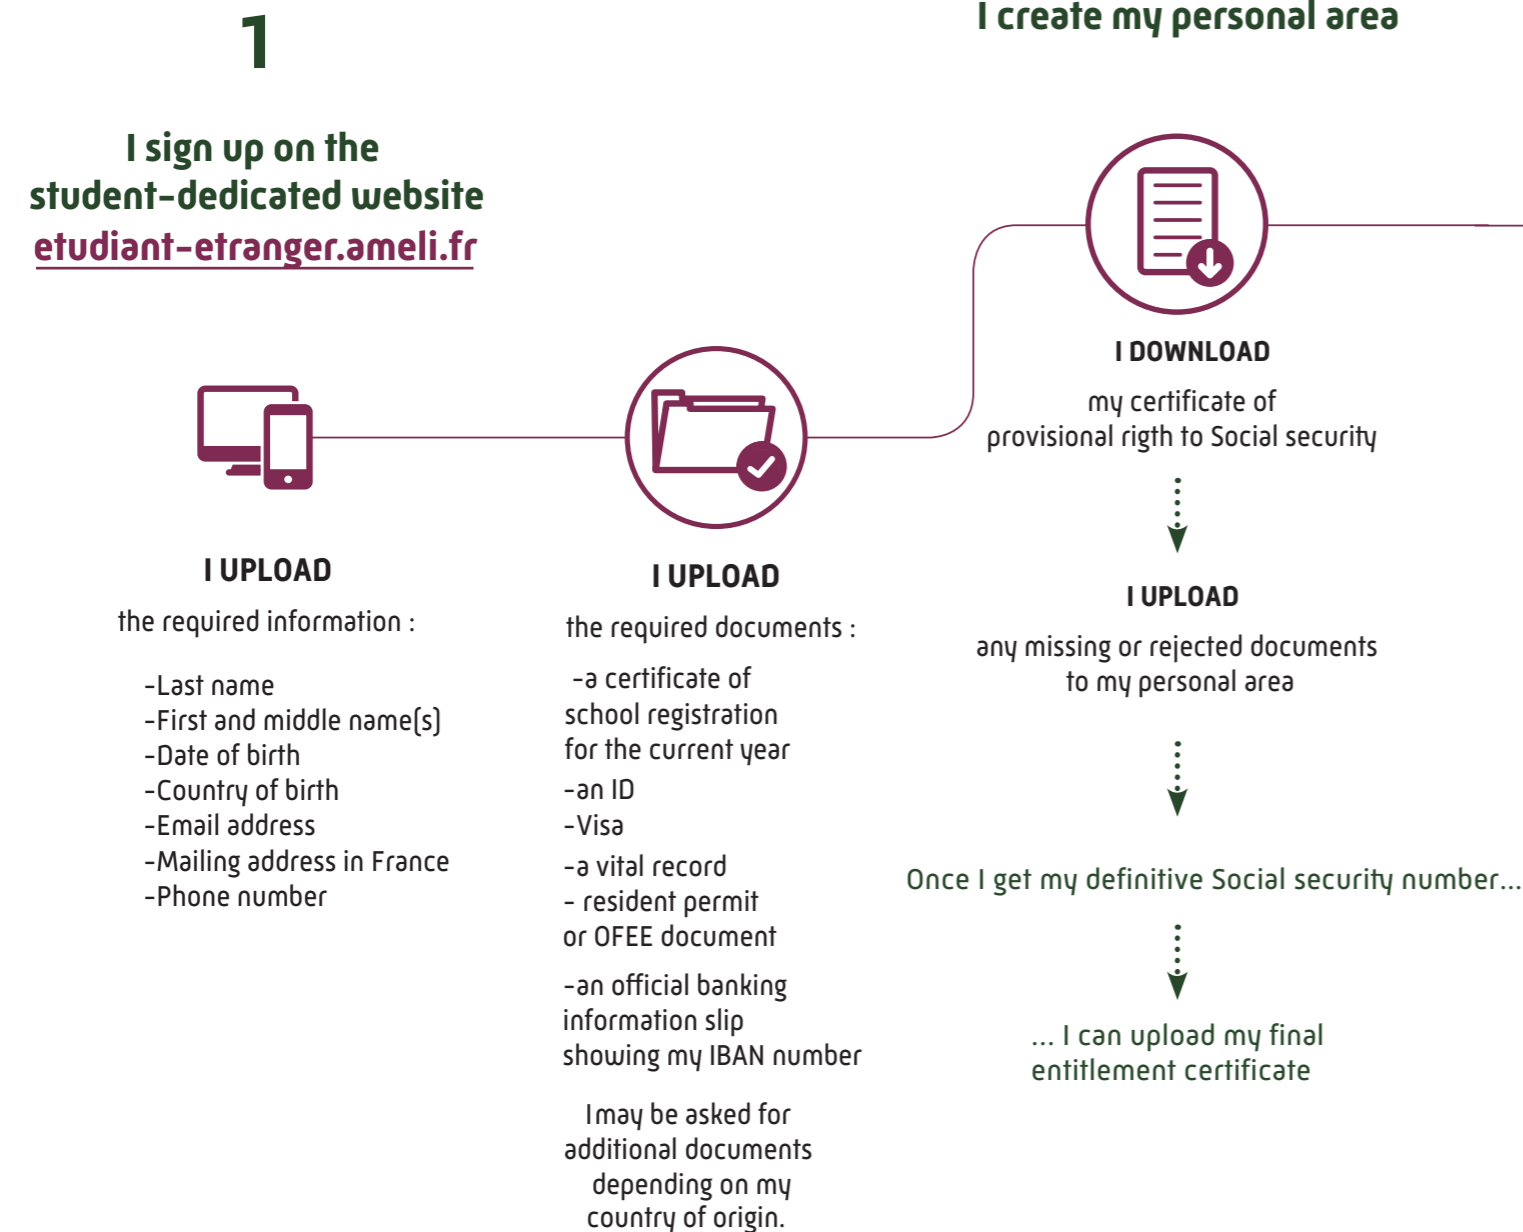 1
I sign up on the
student-dedicated website
etudiant-etranger.ameli.fr
I UPLOAD
the required information :
-Last name
-First and middle name(s)
-Date of birth
-Country of birth
-Email address
-Mailing address in France
-Phone number
I UPLOAD
the required documents :
-a certificate of
school registration
for the current year
-an ID
-Visa
-a vital record
- resident permit
or OFEE document
-an official banking
information slip
showing my IBAN number
I may be asked for
additional documents
depending on my
country of origin.
I create my personal area
I DOWNLOAD
my certificate of
provisional rigth to Social security
I UPLOAD
any missing or rejected documents
to my personal area
Once I get my definitive Social security number...
... I can upload my final
entitlement certificate